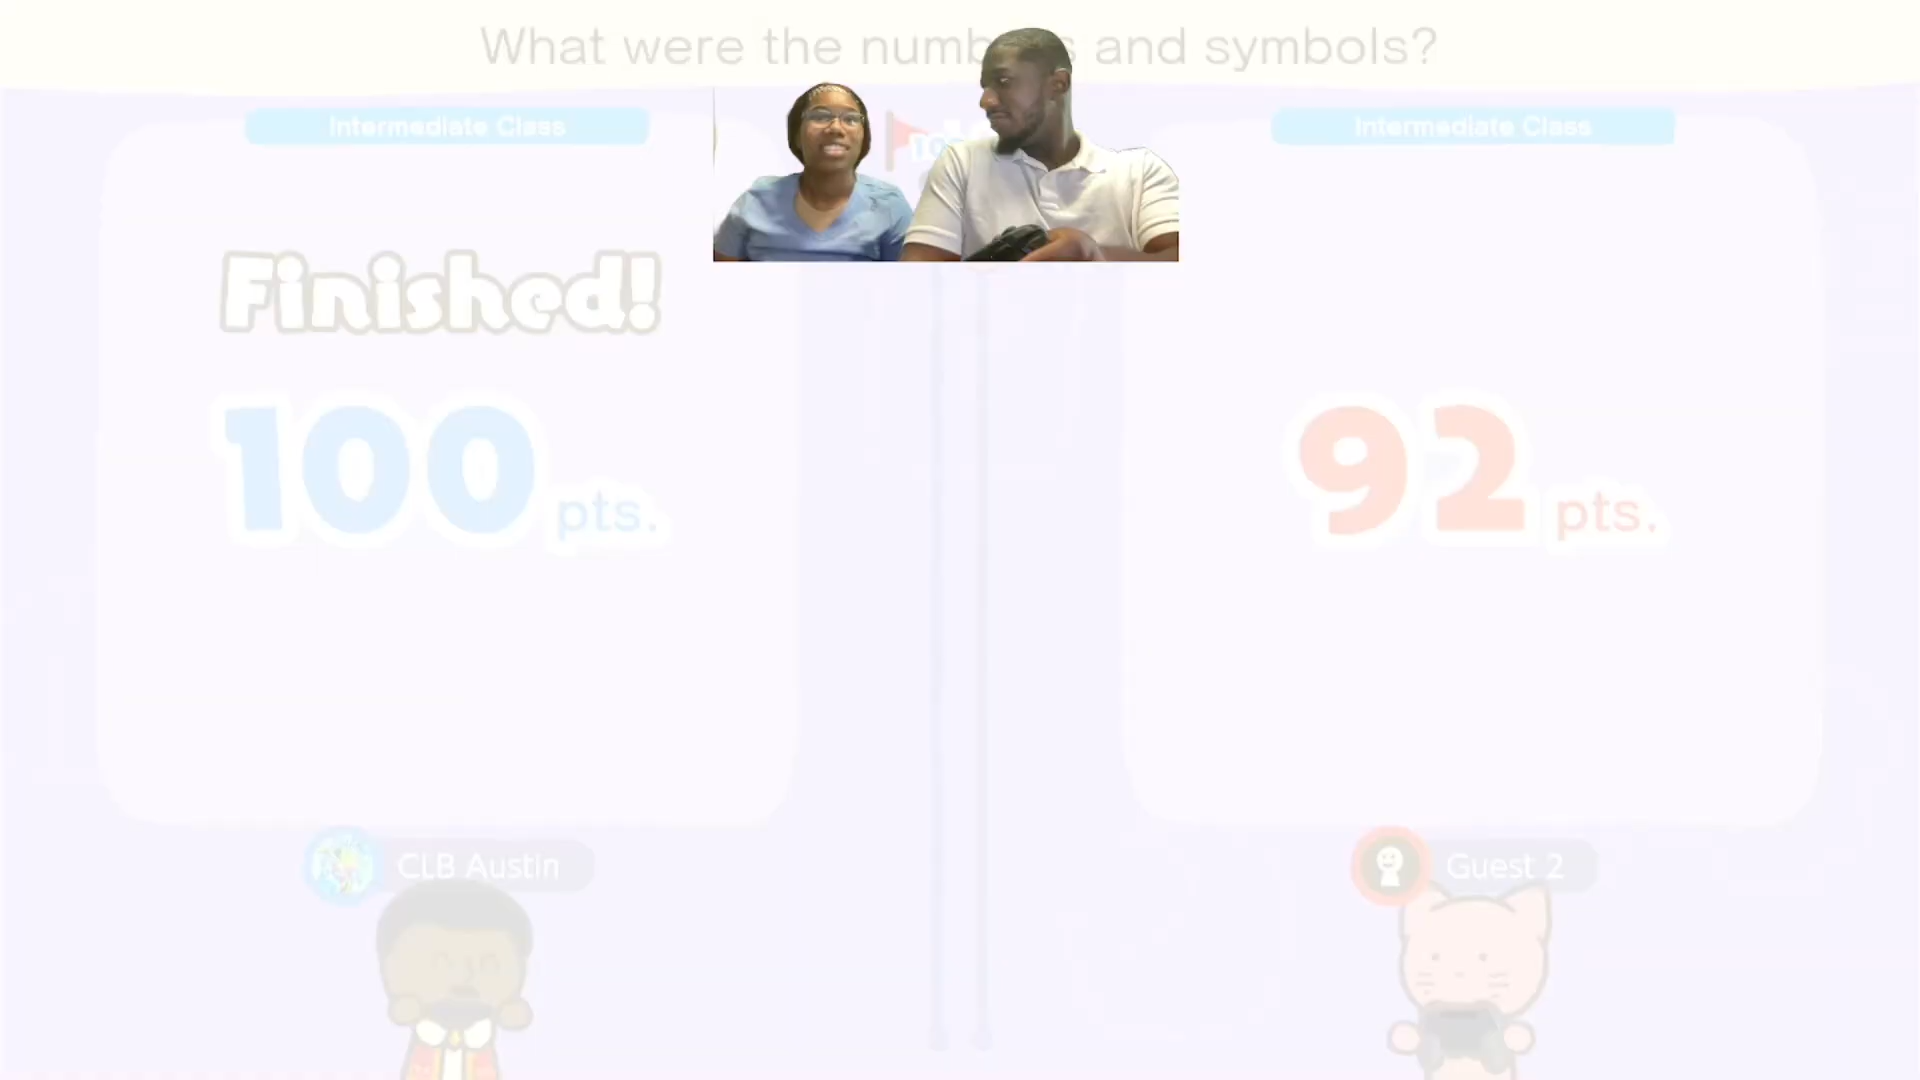 What were the numb s and symbols?
Intermediate Class
Intermediate Class
10
Finished!
100 pts.
92 pts.
CLB Austin
Guest 2